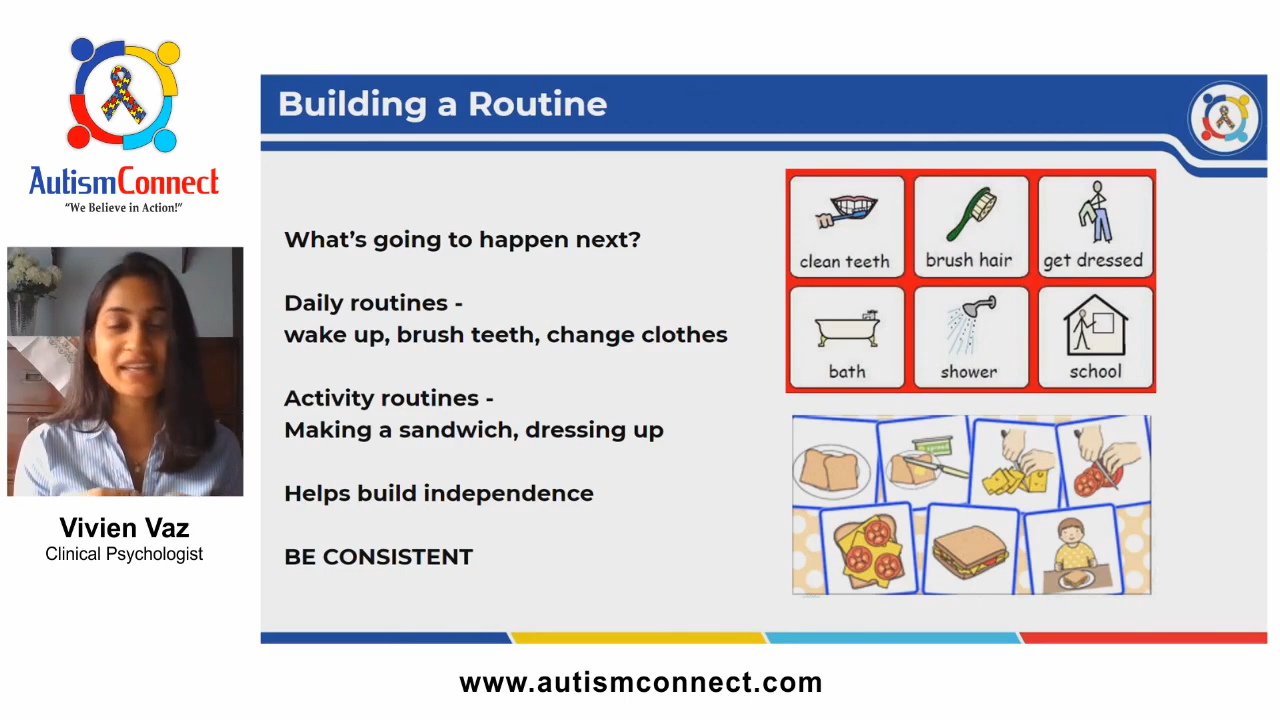 AutismConnect
“We Believe in Action!”
Vivien Vaz
Clinical Psychologist
Building a Routine
What’s going to happen next?
Daily routines -
wake up, brush teeth, change clothes
Activity routines -
Making a sandwich, dressing up
Helps build independence
BE CONSISTENT
clean teeth
brush hair
get dressed
bath
shower
school
www.autismconnect.com